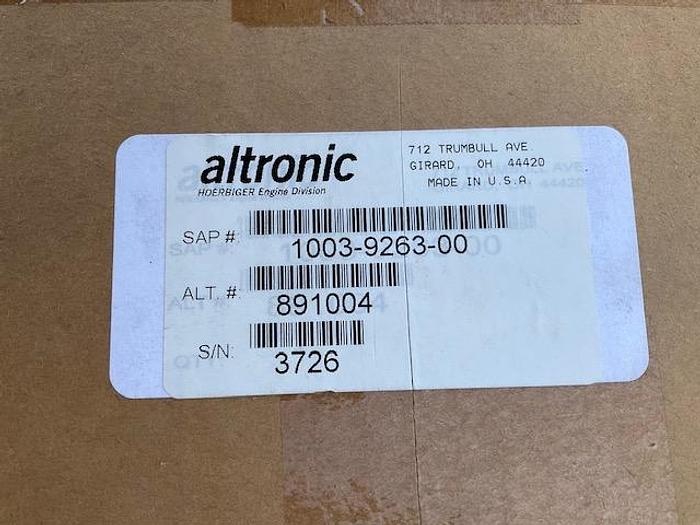 altronic
HOERBIGER Engine Division
712 TRUMBULL AVE.
GIRARD, OH 44420
MADE IN U.S.A
SAP #: 1003-9263-00
ALT. #: 891004
S/N: 3726
QTY: